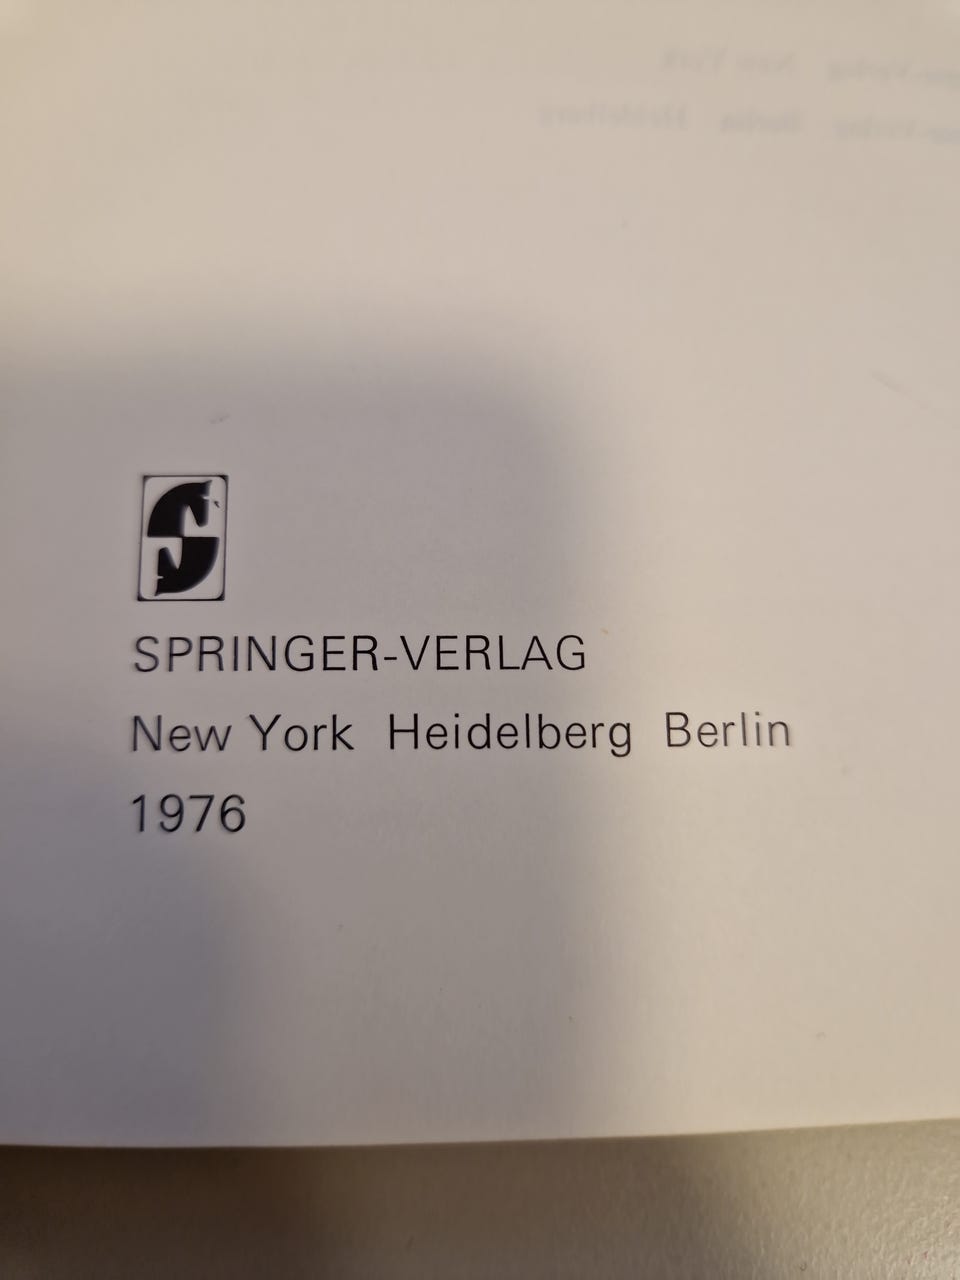 SPRINGER-VERLAG
New York Heidelberg Berlin
1976